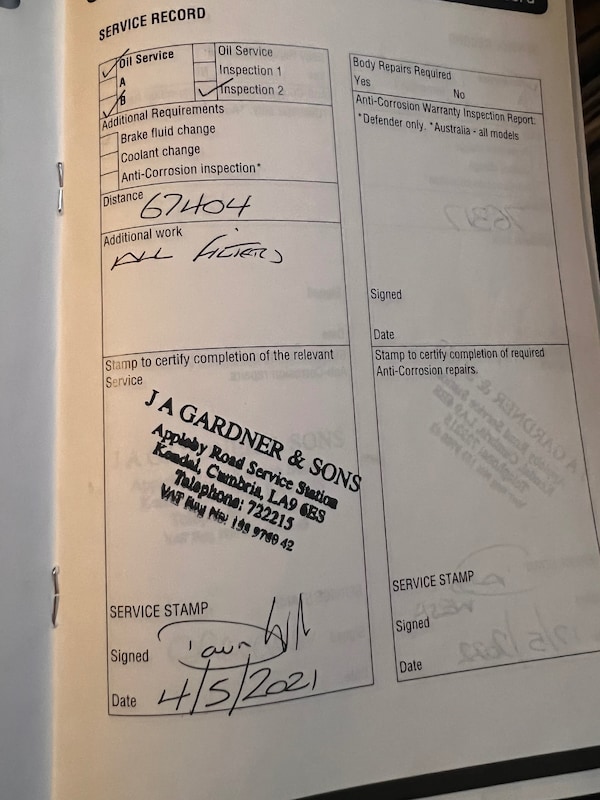 SERVICE RECORD
Oil Service
A
B
Oil Service
Inspection 1
Inspection 2
Additional Requirements
Brake fluid change
Coolant change
Anti-Corrosion inspection*
Distance
67404
Additional work
ALL FILTERS
Stamp to certify completion of the relevant
Service
J A GARDNER & SONS
Appleby Road Service Station
Kendal, Cumbria, LA9 6ES
Telephone: 722215
VAT Reg No: 199 9780 42
SERVICE STAMP
Signed
Date 4/5/2021
Body Repairs Required
Yes No
Anti-Corrosion Warranty Inspection Report:
*Defender only. *Australia - all models
Signed
Date
Stamp to certify completion of required
Anti-Corrosion repairs.
SERVICE STAMP
Signed
Date